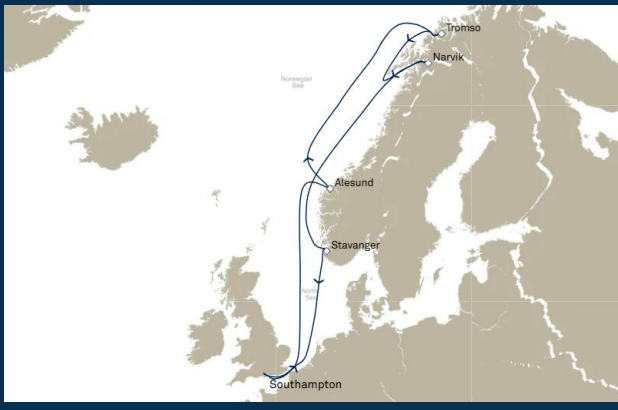 Tromso
Narvik
Norwegian
Sea
Alesund
Stavanger
North
Sea
Southampton